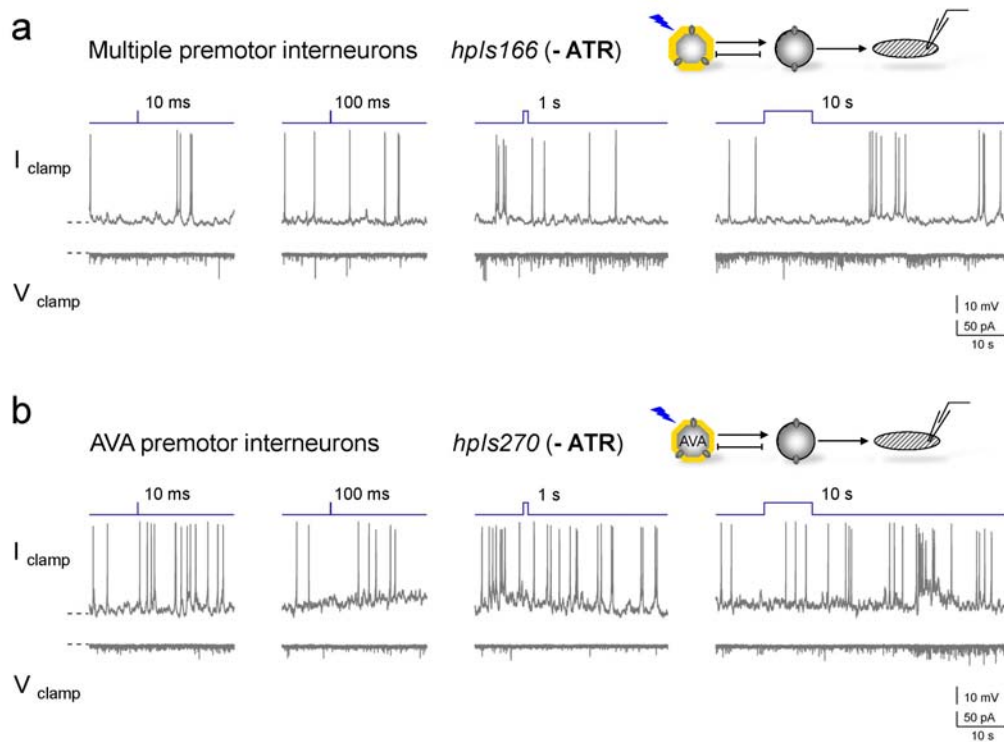 a
Multiple premotor interneurons hpIs166 (- ATR)
10 ms 100 ms 1 s 10 s
I clamp
V clamp
10 mV
50 pA
10 s
b
AVA premotor interneurons hpIs270 (- ATR)
AVA
10 ms 100 ms 1 s 10 s
I clamp
V clamp
10 mV
50 pA
10 s